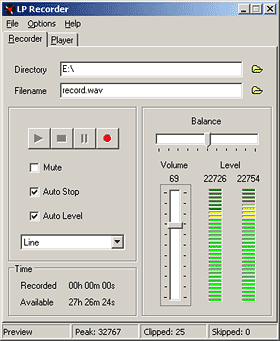 LP Recorder
File Options Help
Recorder Player
Directory E:\
Filename record.wav
Balance
Mute
Volume Level
69 22726 22754
Auto Stop
Auto Level
Line
Time
Recorded 00h 00m 00s
Available 27h 26m 24s
Preview Peak: 32767 Clipped: 25 Skipped: 0